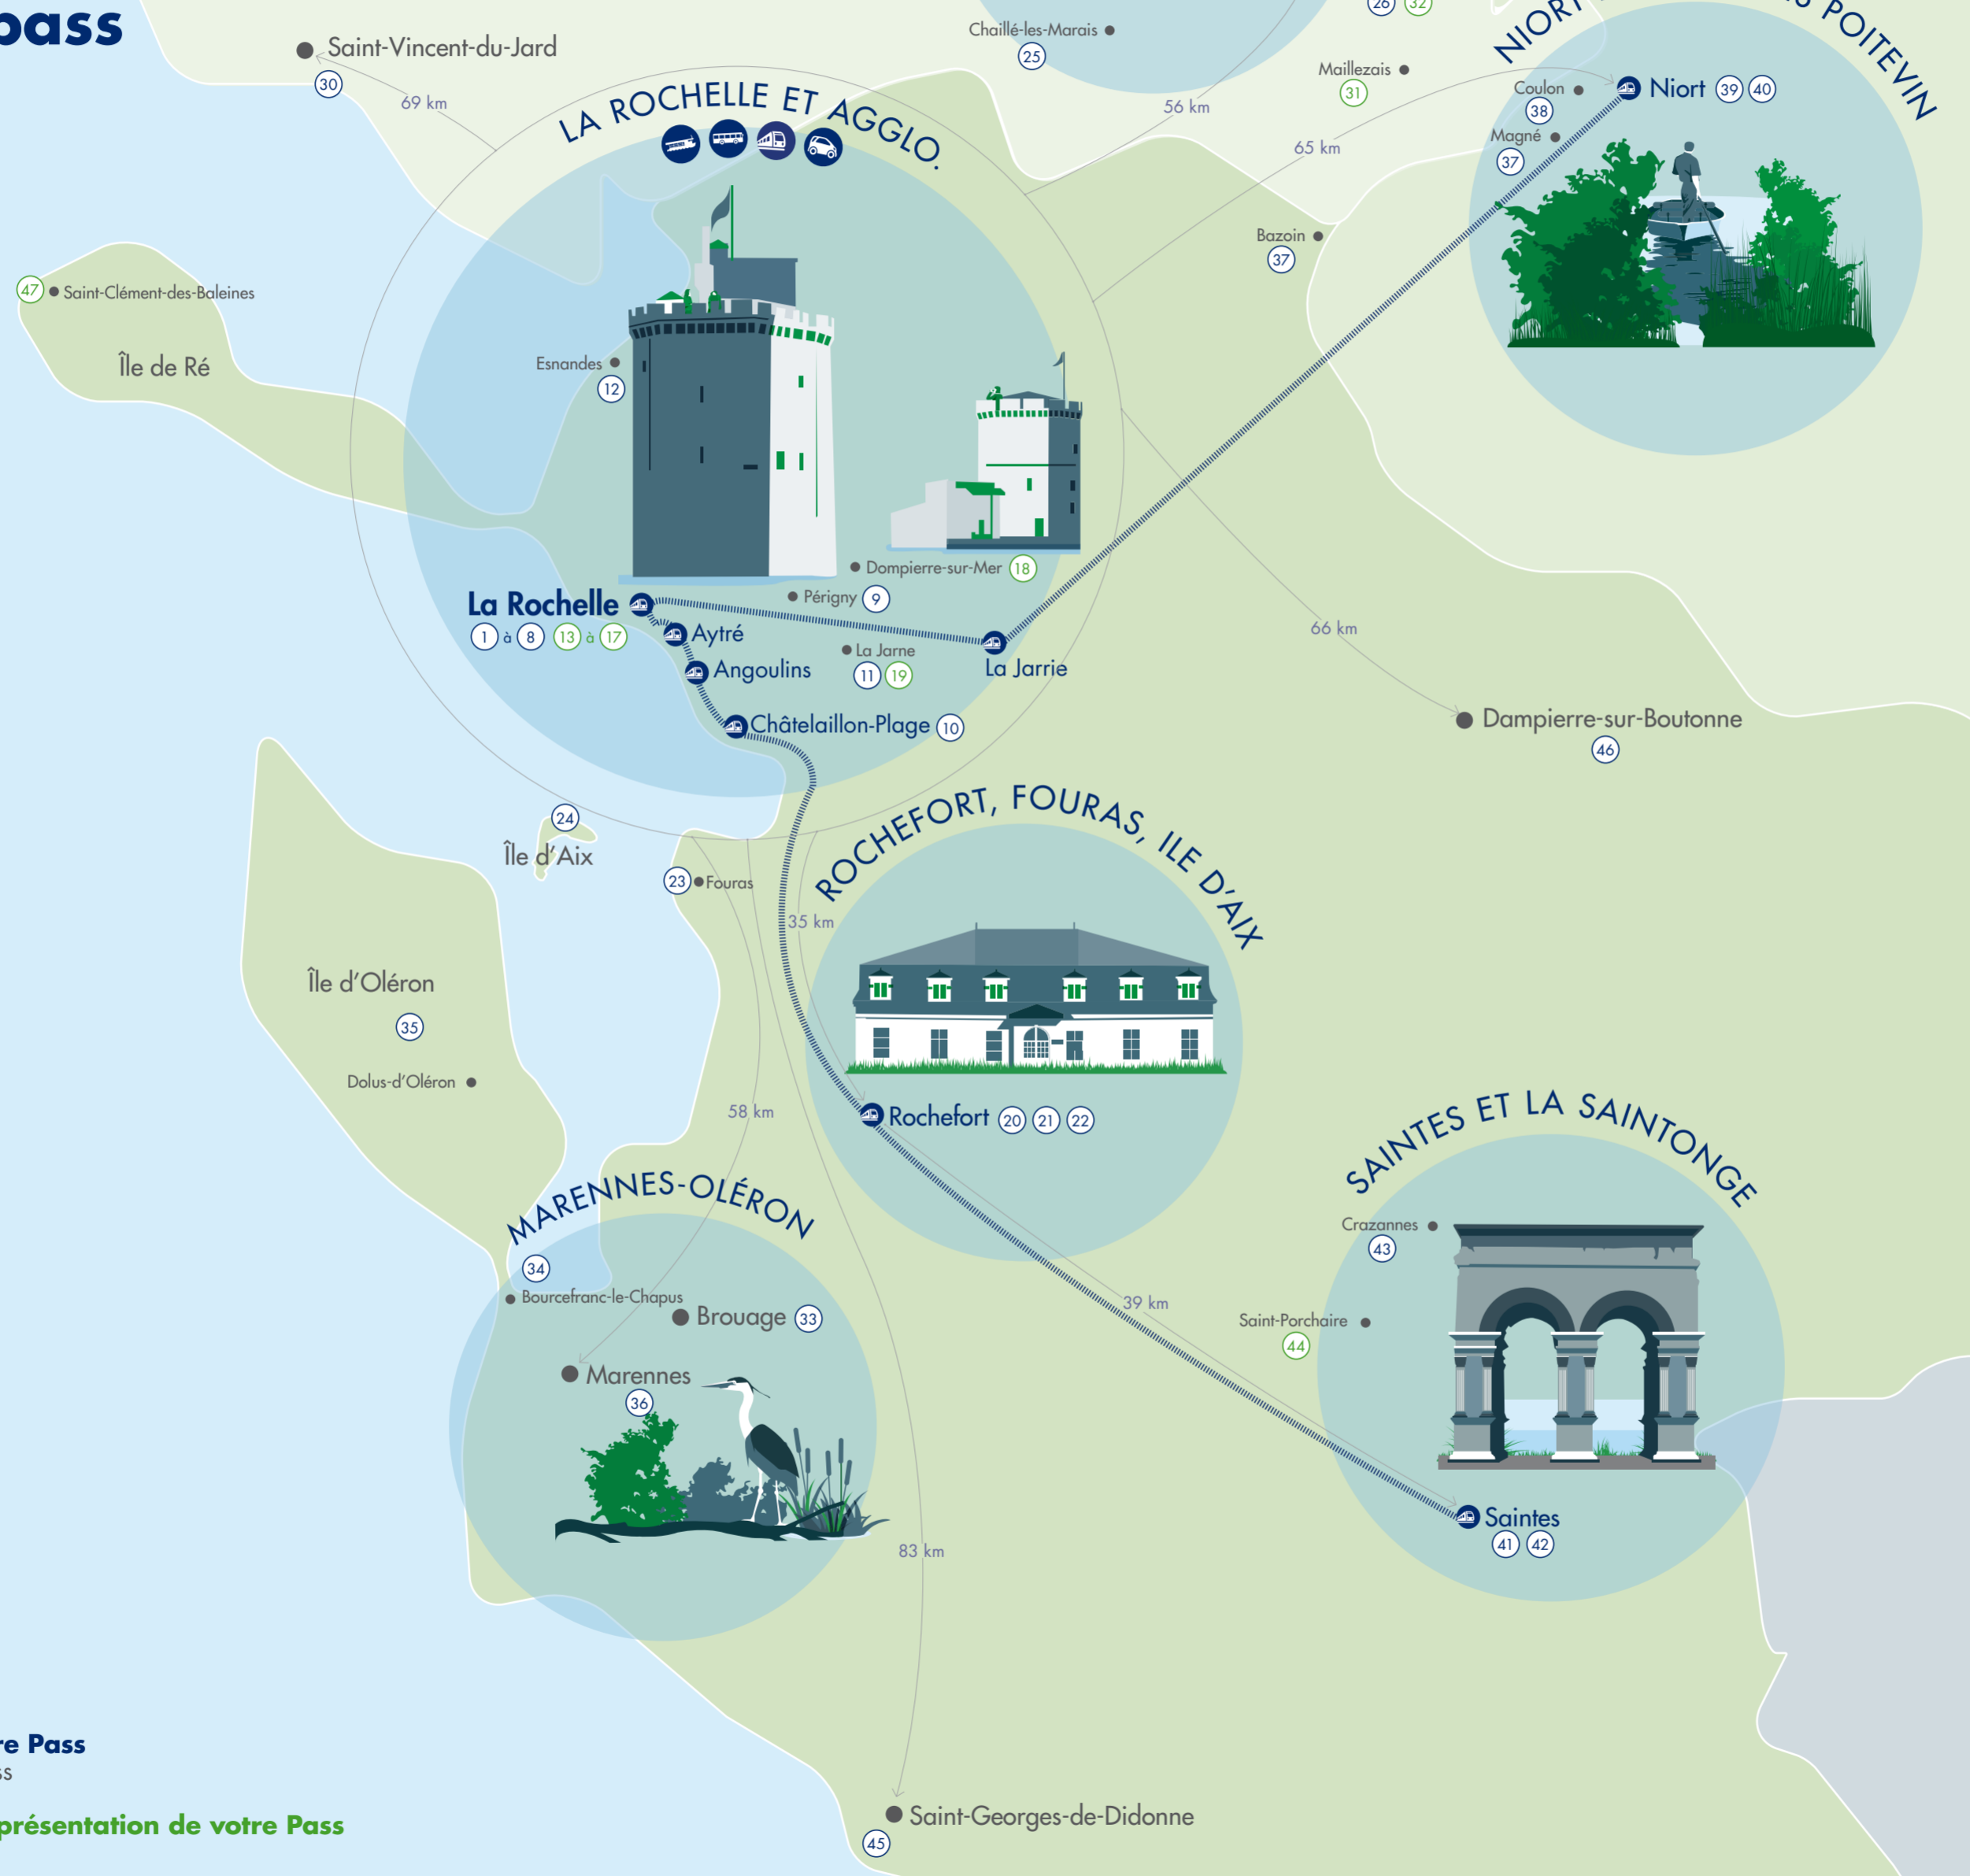 pass
Saint-Vincent-du-Jard
30
69 km
Chaillé-les-Marais
25
26 32
56 km
Maillezais
31
65 km
Coulon
38
Magné
37
Bazoin
37
NIORT
POITEVIN
Niort 39 40
LA ROCHELLE ET AGGLO.
47 Saint-Clément-des-Baleines
Île de Ré
Esnandes
12
Dompierre-sur-Mer 18
Périgny 9
La Rochelle
1 à 8 13 à 17
Aytré
La Jarne
11 19
La Jarrie
Angoulins
Châtelaillon-Plage 10
66 km
Dampierre-sur-Boutonne
46
24
Île d'Aix
23 Fouras
35 km
ROCHEFORT, FOURAS, ILE D'AIX
Île d'Oléron
35
Dolus-d'Oléron
58 km
Rochefort 20 21 22
MARENNES-OLÉRON
34
Bourcefranc-le-Chapus
Brouage 33
Marennes
36
39 km
SAINTES ET LA SAINTONGE
Crazannes
43
Saint-Porchaire
44
Saintes
41 42
83 km
Saint-Georges-de-Didonne
45
re Pass
présentation de votre Pass